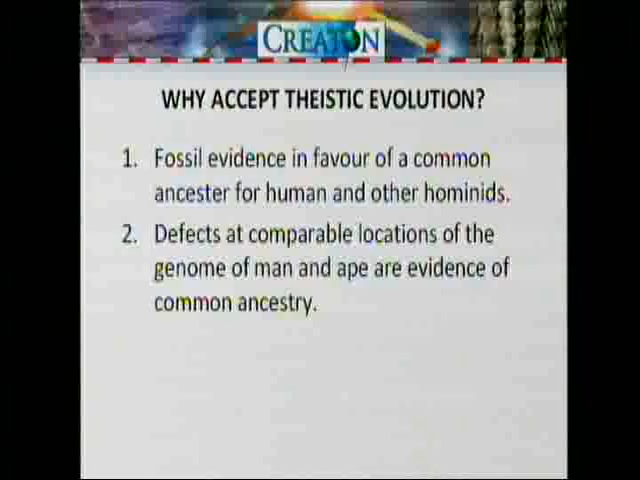 CREATION
WHY ACCEPT THEISTIC EVOLUTION?
1. Fossil evidence in favour of a common
ancester for human and other hominids.
2. Defects at comparable locations of the
genome of man and ape are evidence of
common ancestry.